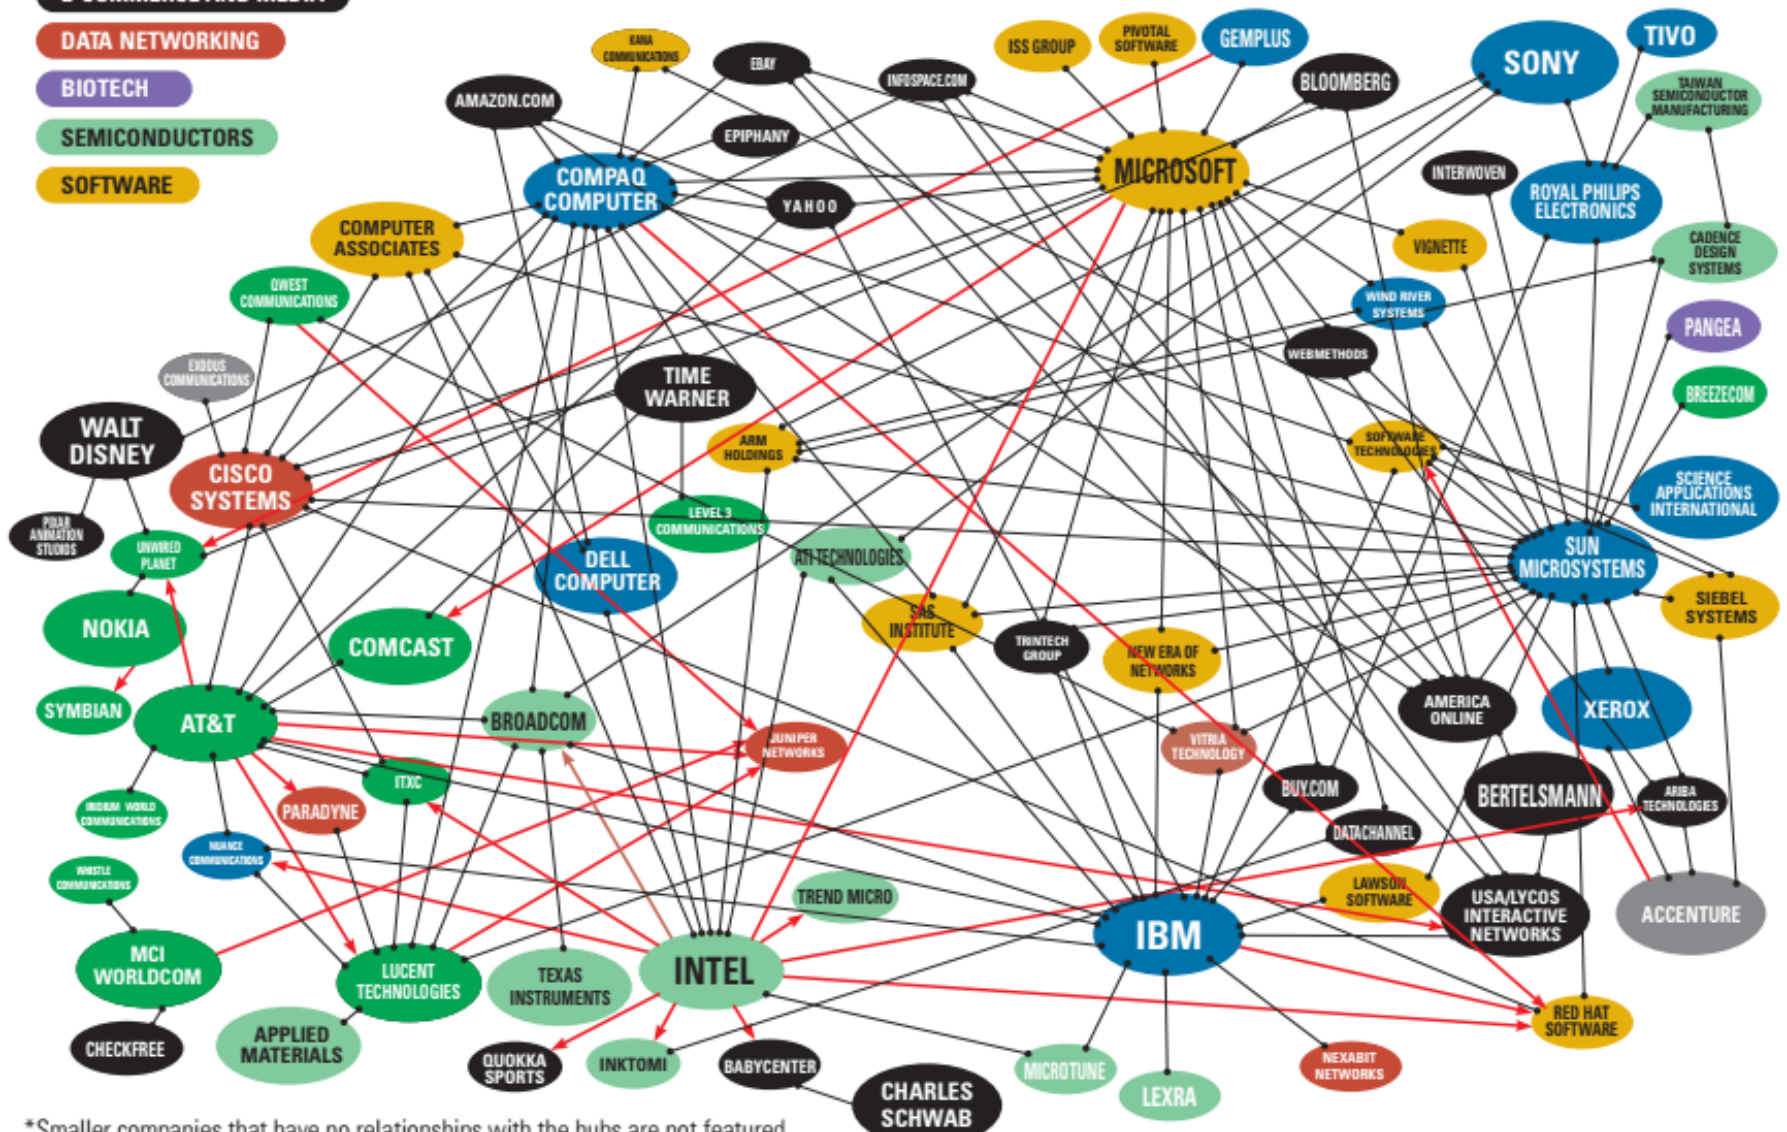 E-COMMERCE AND MEDIA
DATA NETWORKING
BIOTECH
SEMICONDUCTORS
SOFTWARE
KANA
COMMUNICATIONS
EBAY
INFOSPACE.COM
ISS GROUP
PIVOTAL
SOFTWARE
GEMPLUS
BLOOMBERG
SONY
TIVO
TAIWAN
SEMICONDUCTOR
MANUFACTURING
AMAZON.COM
EPIPHANY
COMPAQ
COMPUTER
YAHOO
MICROSOFT
INTERWOVEN
ROYAL PHILIPS
ELECTRONICS
COMPUTER
ASSOCIATES
VIGNETTE
CADENCE
DESIGN
SYSTEMS
QWEST
COMMUNICATIONS
WIND RIVER
SYSTEMS
PANGEA
EXODUS
COMMUNICATIONS
TIME
WARNER
WEBMETHODS
BREEZECOM
WALT
DISNEY
ARM
HOLDINGS
SOFTWARE
TECHNOLOGIES
CISCO
SYSTEMS
SCIENCE
APPLICATIONS
INTERNATIONAL
PIXAR
ANIMATION
STUDIOS
UNWIRED
PLANET
LEVEL 3
COMMUNICATIONS
ATI TECHNOLOGIES
DELL
COMPUTER
SUN
MICROSYSTEMS
NOKIA
COMCAST
SAS
INSTITUTE
TRINTECH
GROUP
NEW ERA OF
NETWORKS
SIEBEL
SYSTEMS
SYMBIAN
AT&T
BROADCOM
JUNIPER
NETWORKS
VITRIA
TECHNOLOGY
AMERICA
ONLINE
XEROX
IRIDIUM WORLD
COMMUNICATIONS
PARADYNE
ITXC
BUY.COM
BERTELSMANN
ARIBA
TECHNOLOGIES
NUANCE
COMMUNICATIONS
DATACHANNEL
WHISTLE
COMMUNICATIONS
TREND MICRO
LAWSON
SOFTWARE
USA/LYCOS
INTERACTIVE
NETWORKS
ACCENTURE
MCI
WORLDCOM
LUCENT
TECHNOLOGIES
TEXAS
INSTRUMENTS
INTEL
IBM
RED HAT
SOFTWARE
CHECKFREE
APPLIED
MATERIALS
QUOKKA
SPORTS
INKTOMI
BABYCENTER
MICROTUNE
LEXRA
NEXABIT
NETWORKS
CHARLES
SCHWAB
*Smaller companies that have no relationships with the hubs are not featured